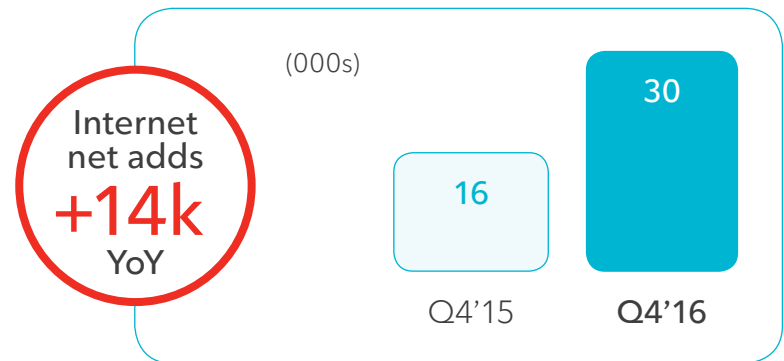 Internet
net adds
+14k
YoY
(000s)
16
30
Q4’15
Q4’16